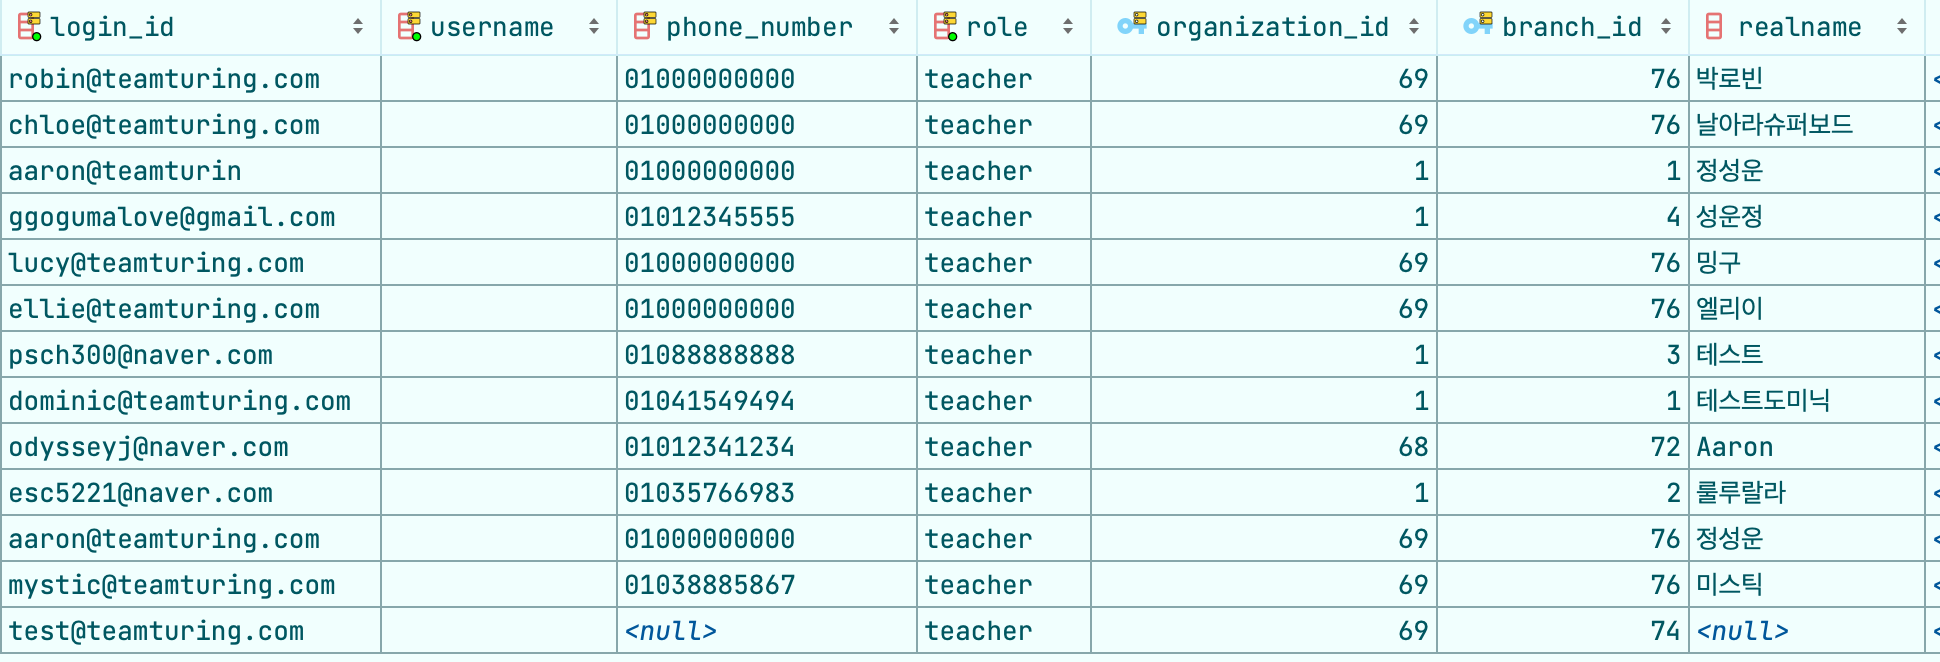 login_id username phone_number role organization_id branch_id realname
robin@teamturing.com 01000000000 teacher 69 76 박로빈
chloe@teamturing.com 01000000000 teacher 69 76 날아라슈퍼보드
aaron@teamturin 01000000000 teacher 1 1 정성운
ggogumalove@gmail.com 01012345555 teacher 1 4 성운정
lucy@teamturing.com 01000000000 teacher 69 76 밍구
ellie@teamturing.com 01000000000 teacher 69 76 엘리이
psch300@naver.com 01088888888 teacher 1 3 테스트
dominic@teamturing.com 01041549494 teacher 1 1 테스트도미닉
odysseyj@naver.com 01012341234 teacher 68 72 Aaron
esc5221@naver.com 01035766983 teacher 1 2 룰루랄라
aaron@teamturing.com 01000000000 teacher 69 76 정성운
mystic@teamturing.com 01038885867 teacher 69 76 미스틱
test@teamturing.com <null> teacher 69 74 <null>